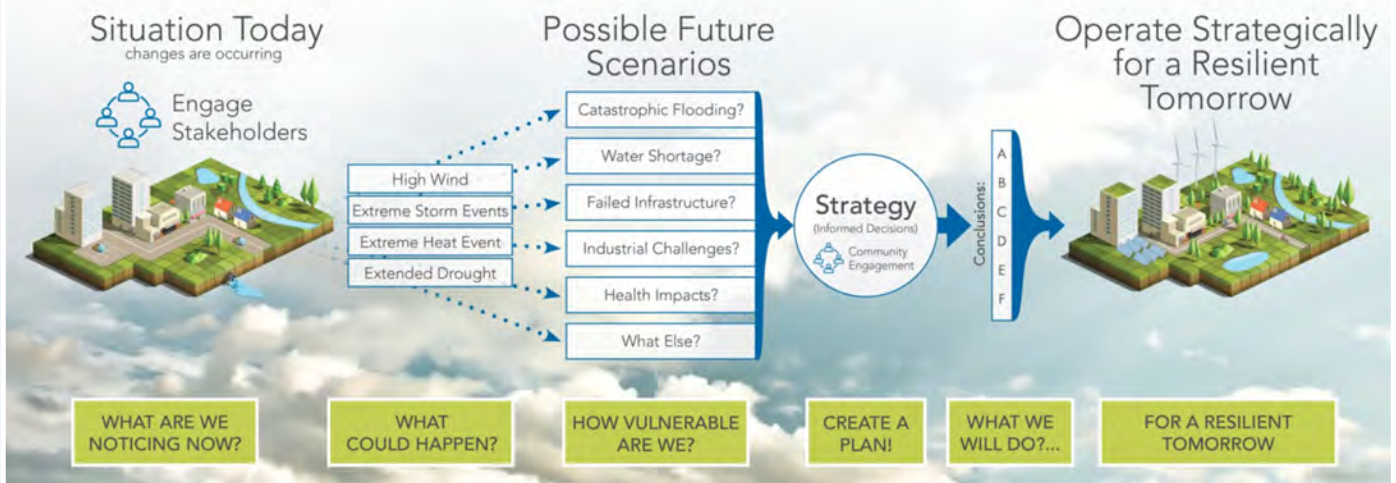 Situation Today
changes are occurring
Engage
Stakeholders
High Wind
Extreme Storm Events
Extreme Heat Event
Extended Drought
Possible Future
Scenarios
Catastrophic Flooding?
Water Shortage?
Failed Infrastructure?
Industrial Challenges?
Health Impacts?
What Else?
Strategy
(Informed Decisions)
Community
Engagement
Conclusions:
A
B
C
D
E
F
Operate Strategically
for a Resilient
Tomorrow
WHAT ARE WE
NOTICING NOW?
WHAT
COULD HAPPEN?
HOW VULNERABLE
ARE WE?
CREATE A
PLAN!
WHAT WE
WILL DO?...
FOR A RESILIENT
TOMORROW